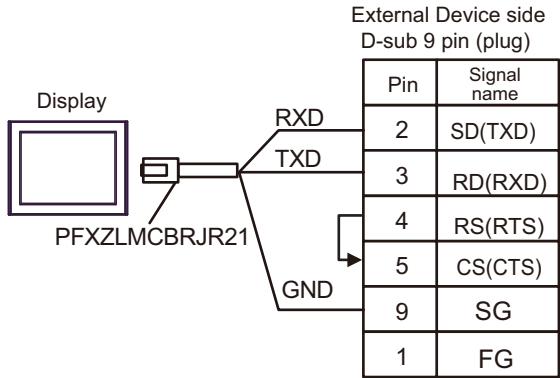 External Device side
D-sub 9 pin (plug)
Pin
Signal name
Display
RXD
2
SD(TXD)
TXD
3
RD(RXD)
4
RS(RTS)
PFXZLMCBRJR21
5
CS(CTS)
GND
9
SG
1
FG